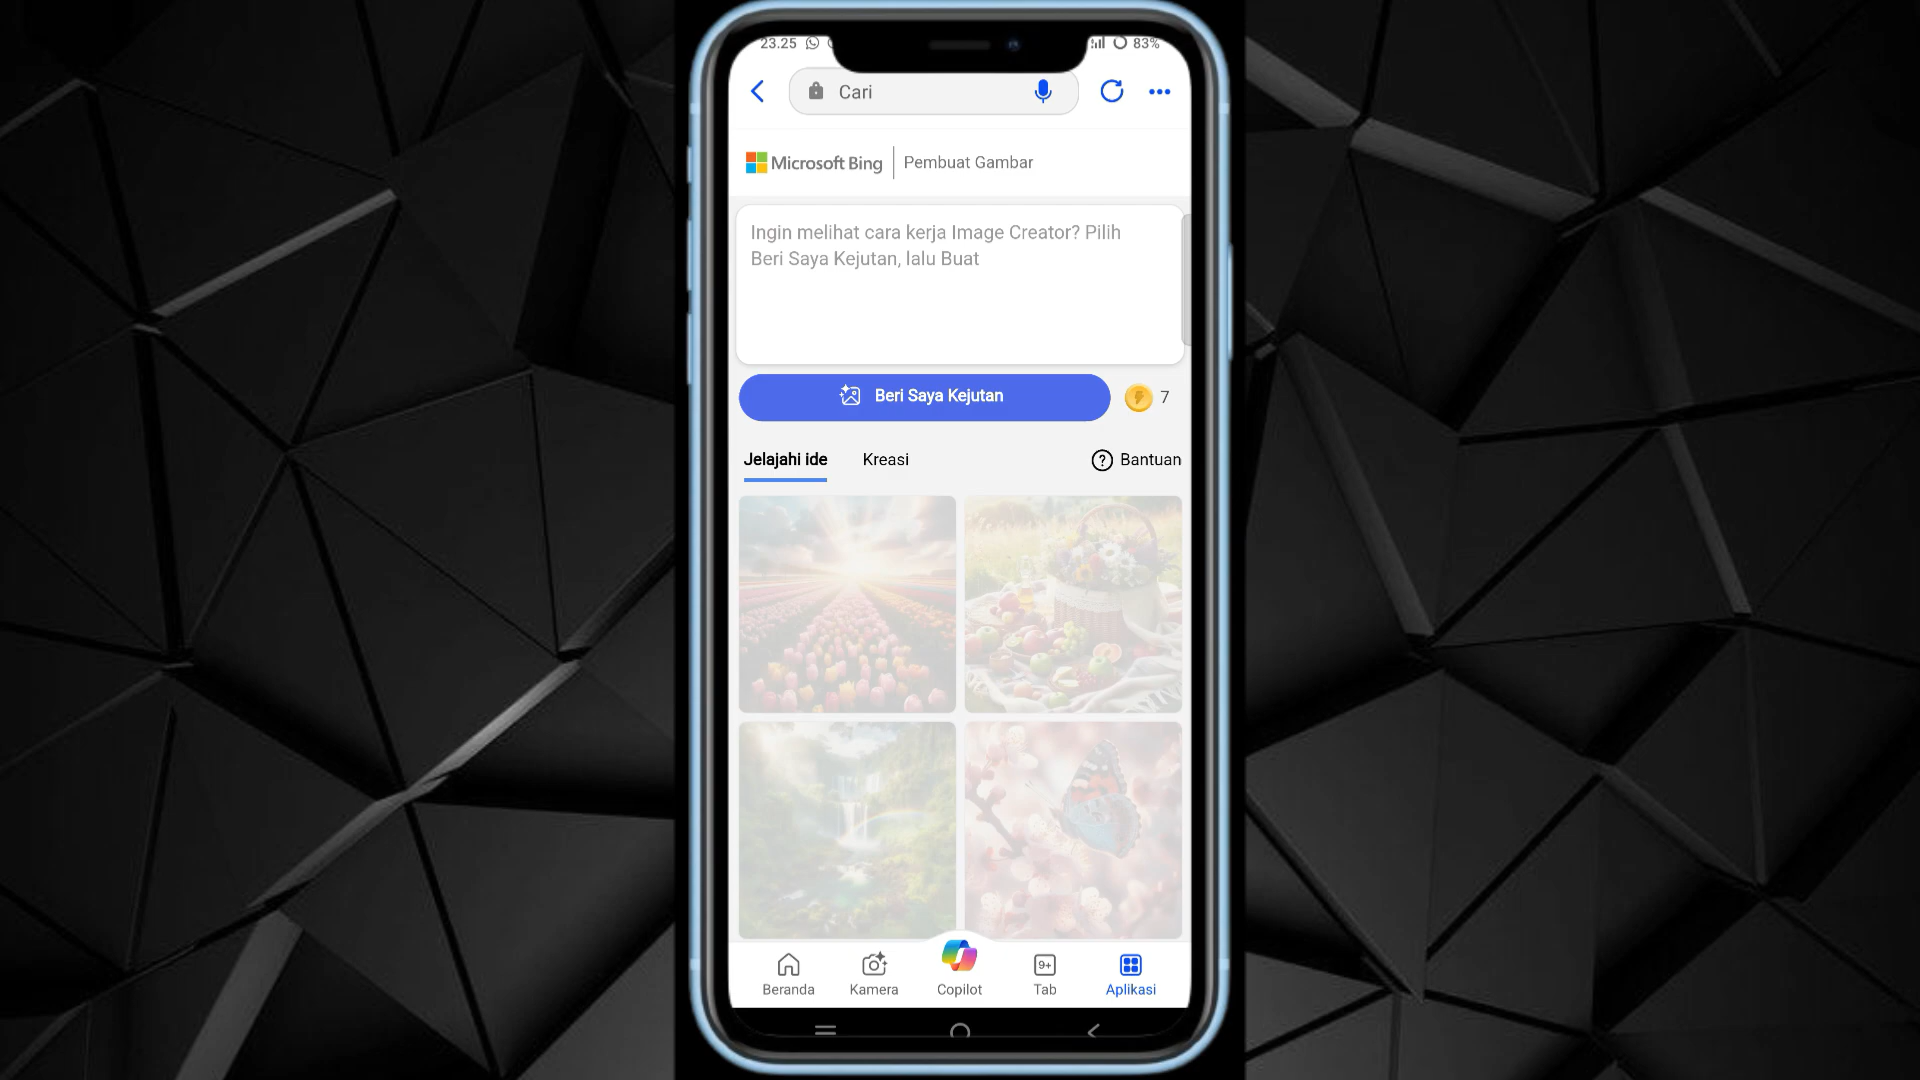 23.25 83%
Cari
Microsoft Bing Pembuat Gambar
Ingin melihat cara kerja Image Creator? Pilih
Beri Saya Kejutan, lalu Buat
Beri Saya Kejutan 7
Jelajahi ide Kreasi Bantuan
9+
Beranda Kamera Copilot Tab Aplikasi